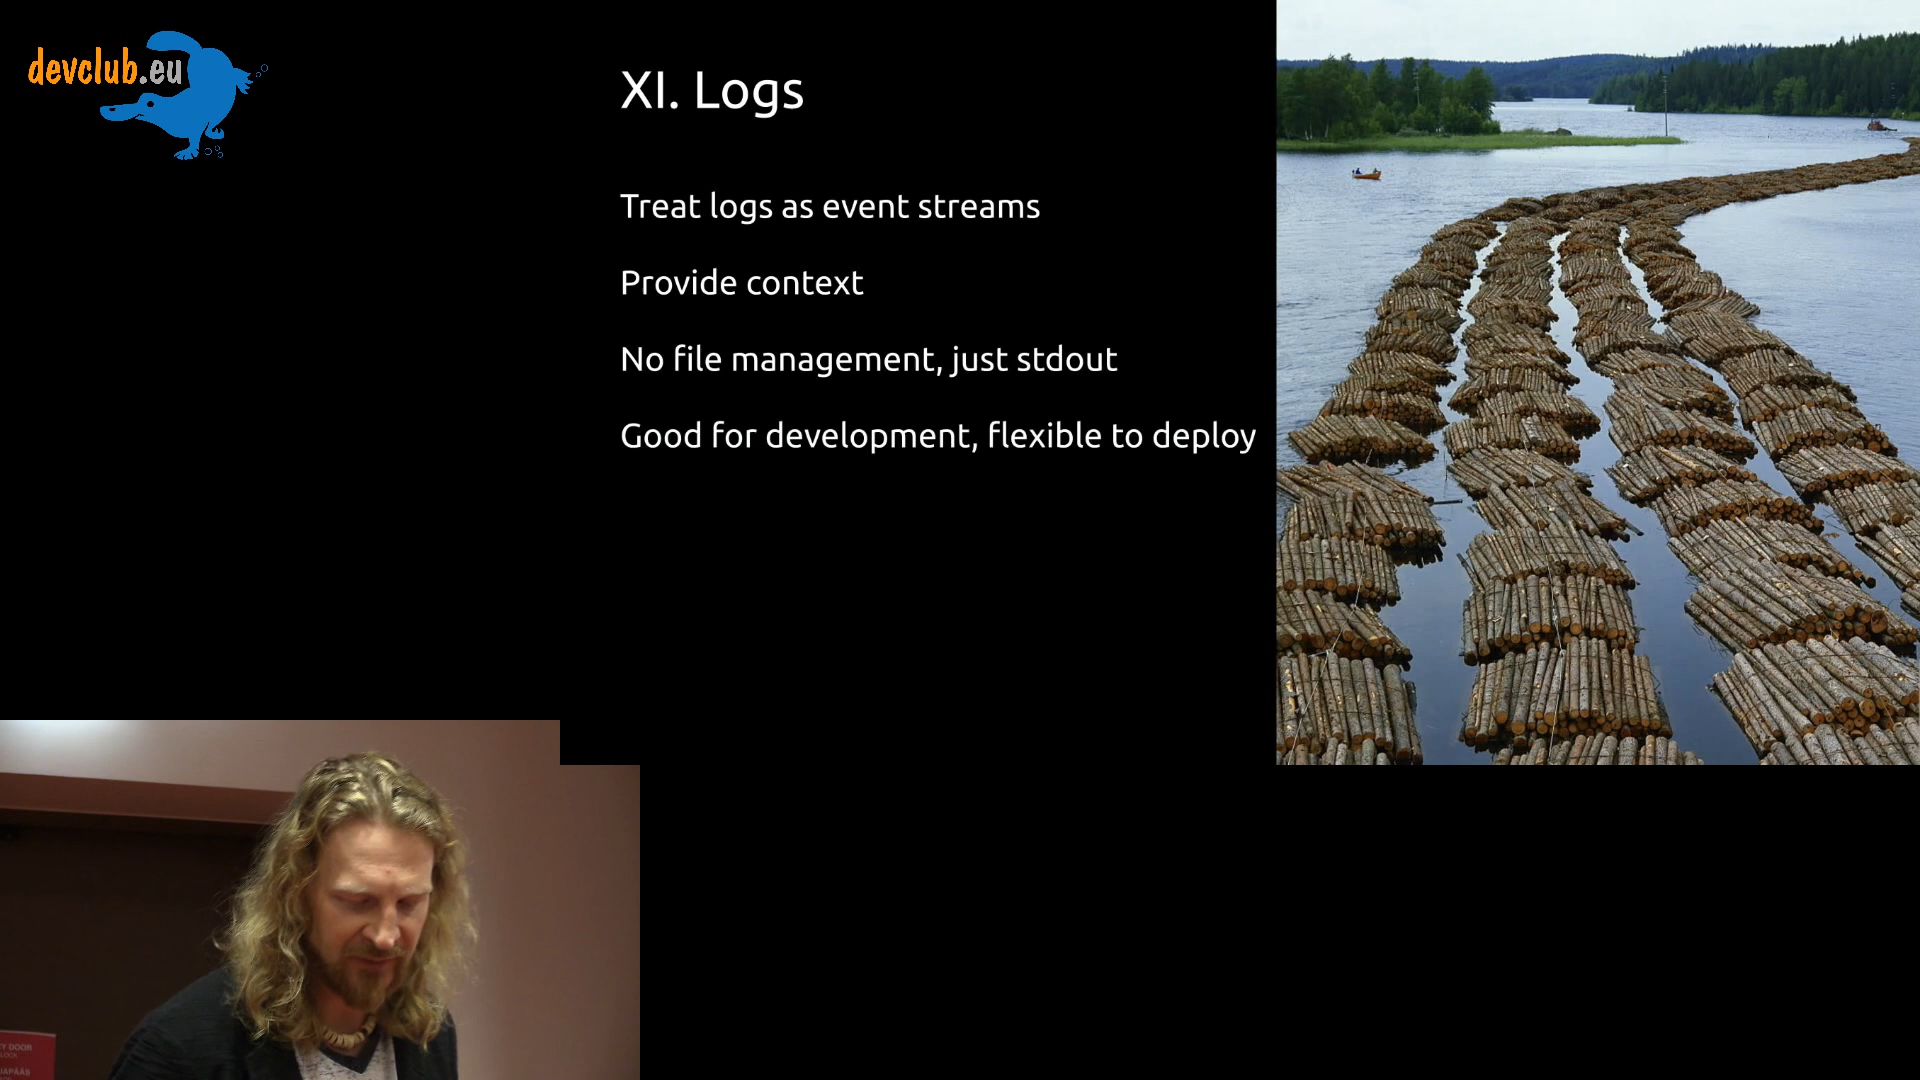 devclub.eu
XI. Logs
Treat logs as event streams
Provide context
No file management, just stdout
Good for development, flexible to deploy
DOOR